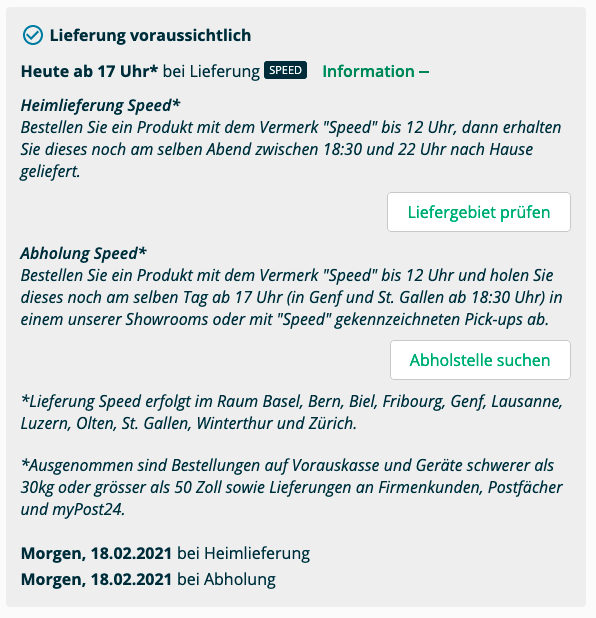 Lieferung voraussichtlich
Heute ab 17 Uhr* bei Lieferung SPEED Information –
Heimlieferung Speed*
Bestellen Sie ein Produkt mit dem Vermerk "Speed" bis 12 Uhr, dann erhalten
Sie dieses noch am selben Abend zwischen 18:30 und 22 Uhr nach Hause
geliefert.
Liefergebiet prüfen
Abholung Speed*
Bestellen Sie ein Produkt mit dem Vermerk "Speed" bis 12 Uhr und holen Sie
dieses noch am selben Tag ab 17 Uhr (in Genf und St. Gallen ab 18:30 Uhr) in
einem unserer Showrooms oder mit "Speed" gekennzeichneten Pick-ups ab.
Abholstelle suchen
*Lieferung Speed erfolgt im Raum Basel, Bern, Biel, Fribourg, Genf, Lausanne,
Luzern, Olten, St. Gallen, Winterthur und Zürich.
*Ausgenommen sind Bestellungen auf Vorauskasse und Geräte schwerer als
30kg oder grösser als 50 Zoll sowie Lieferungen an Firmenkunden, Postfächer
und myPost24.
Morgen, 18.02.2021 bei Heimlieferung
Morgen, 18.02.2021 bei Abholung